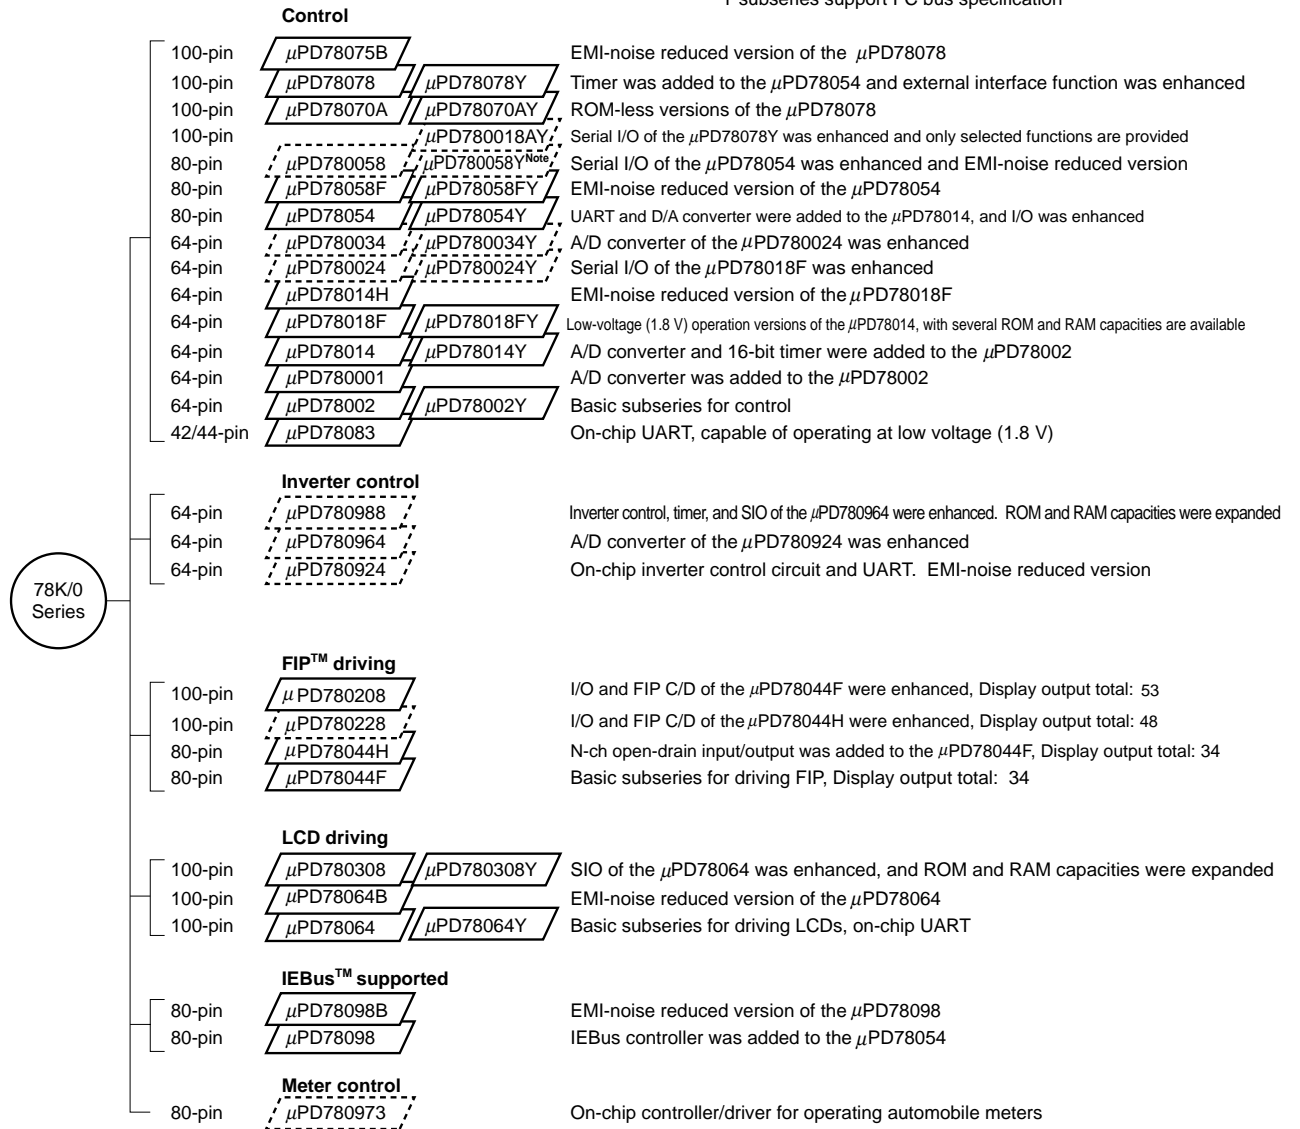 Y subseries support I²C bus specification
Control
100-pin μPD78075B EMI-noise reduced version of the μPD78078
100-pin μPD78078 μPD78078Y Timer was added to the μPD78054 and external interface function was enhanced
100-pin μPD78070A μPD78070AY ROM-less versions of the μPD78078
100-pin μPD780018AY Serial I/O of the μPD78078Y was enhanced and only selected functions are provided
80-pin μPD780058 μPD780058Y Note Serial I/O of the μPD78054 was enhanced and EMI-noise reduced version
80-pin μPD78058F μPD78058FY EMI-noise reduced version of the μPD78054
80-pin μPD78054 μPD78054Y UART and D/A converter were added to the μPD78014, and I/O was enhanced
64-pin μPD780034 μPD780034Y A/D converter of the μPD780024 was enhanced
64-pin μPD780024 μPD780024Y Serial I/O of the μPD78018F was enhanced
64-pin μPD78014H EMI-noise reduced version of the μPD78018F
64-pin μPD78018F μPD78018FY Low-voltage (1.8 V) operation versions of the μPD78014, with several ROM and RAM capacities are available
64-pin μPD78014 μPD78014Y A/D converter and 16-bit timer were added to the μPD78002
64-pin μPD780001 A/D converter was added to the μPD78002
64-pin μPD78002 μPD78002Y Basic subseries for control
42/44-pin μPD78083 On-chip UART, capable of operating at low voltage (1.8 V)
Inverter control
64-pin μPD780988 Inverter control, timer, and SIO of the μPD780964 were enhanced. ROM and RAM capacities were expanded
64-pin μPD780964 A/D converter of the μPD780924 was enhanced
64-pin μPD780924 On-chip inverter control circuit and UART. EMI-noise reduced version
78K/0
Series
FIP™ driving
100-pin μPD780208 I/O and FIP C/D of the μPD78044F were enhanced, Display output total: 53
100-pin μPD780228 I/O and FIP C/D of the μPD78044H were enhanced, Display output total: 48
80-pin μPD78044H N-ch open-drain input/output was added to the μPD78044F, Display output total: 34
80-pin μPD78044F Basic subseries for driving FIP, Display output total: 34
LCD driving
100-pin μPD780308 μPD780308Y SIO of the μPD78064 was enhanced, and ROM and RAM capacities were expanded
100-pin μPD78064B EMI-noise reduced version of the μPD78064
100-pin μPD78064 μPD78064Y Basic subseries for driving LCDs, on-chip UART
IEBus™ supported
80-pin μPD78098B EMI-noise reduced version of the μPD78098
80-pin μPD78098 IEBus controller was added to the μPD78054
Meter control
80-pin μPD780973 On-chip controller/driver for operating automobile meters